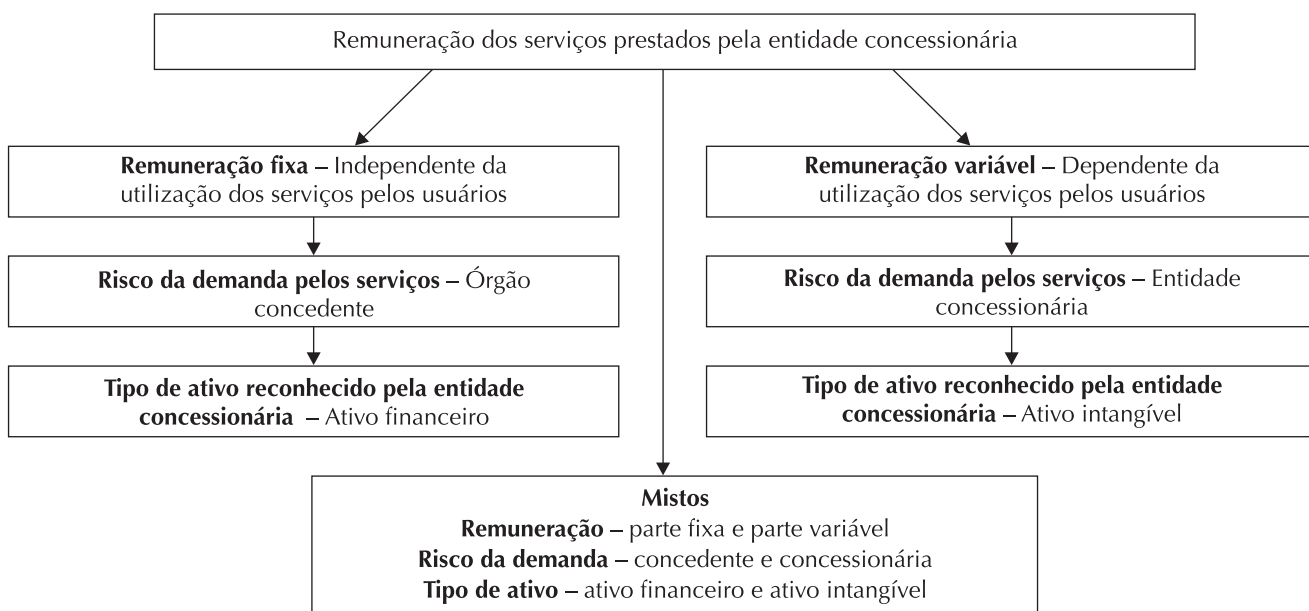 Remuneração dos serviços prestados pela entidade concessionária
Remuneração fixa – Independente da
utilização dos serviços pelos usuários
Risco da demanda pelos serviços – Órgão
concedente
Tipo de ativo reconhecido pela entidade
concessionária – Ativo financeiro
Remuneração variável – Dependente da
utilização dos serviços pelos usuários
Risco da demanda pelos serviços – Entidade
concessionária
Tipo de ativo reconhecido pela entidade
concessionária – Ativo intangível
Mistos
Remuneração – parte fixa e parte variável
Risco da demanda – concedente e concessionária
Tipo de ativo – ativo financeiro e ativo intangível